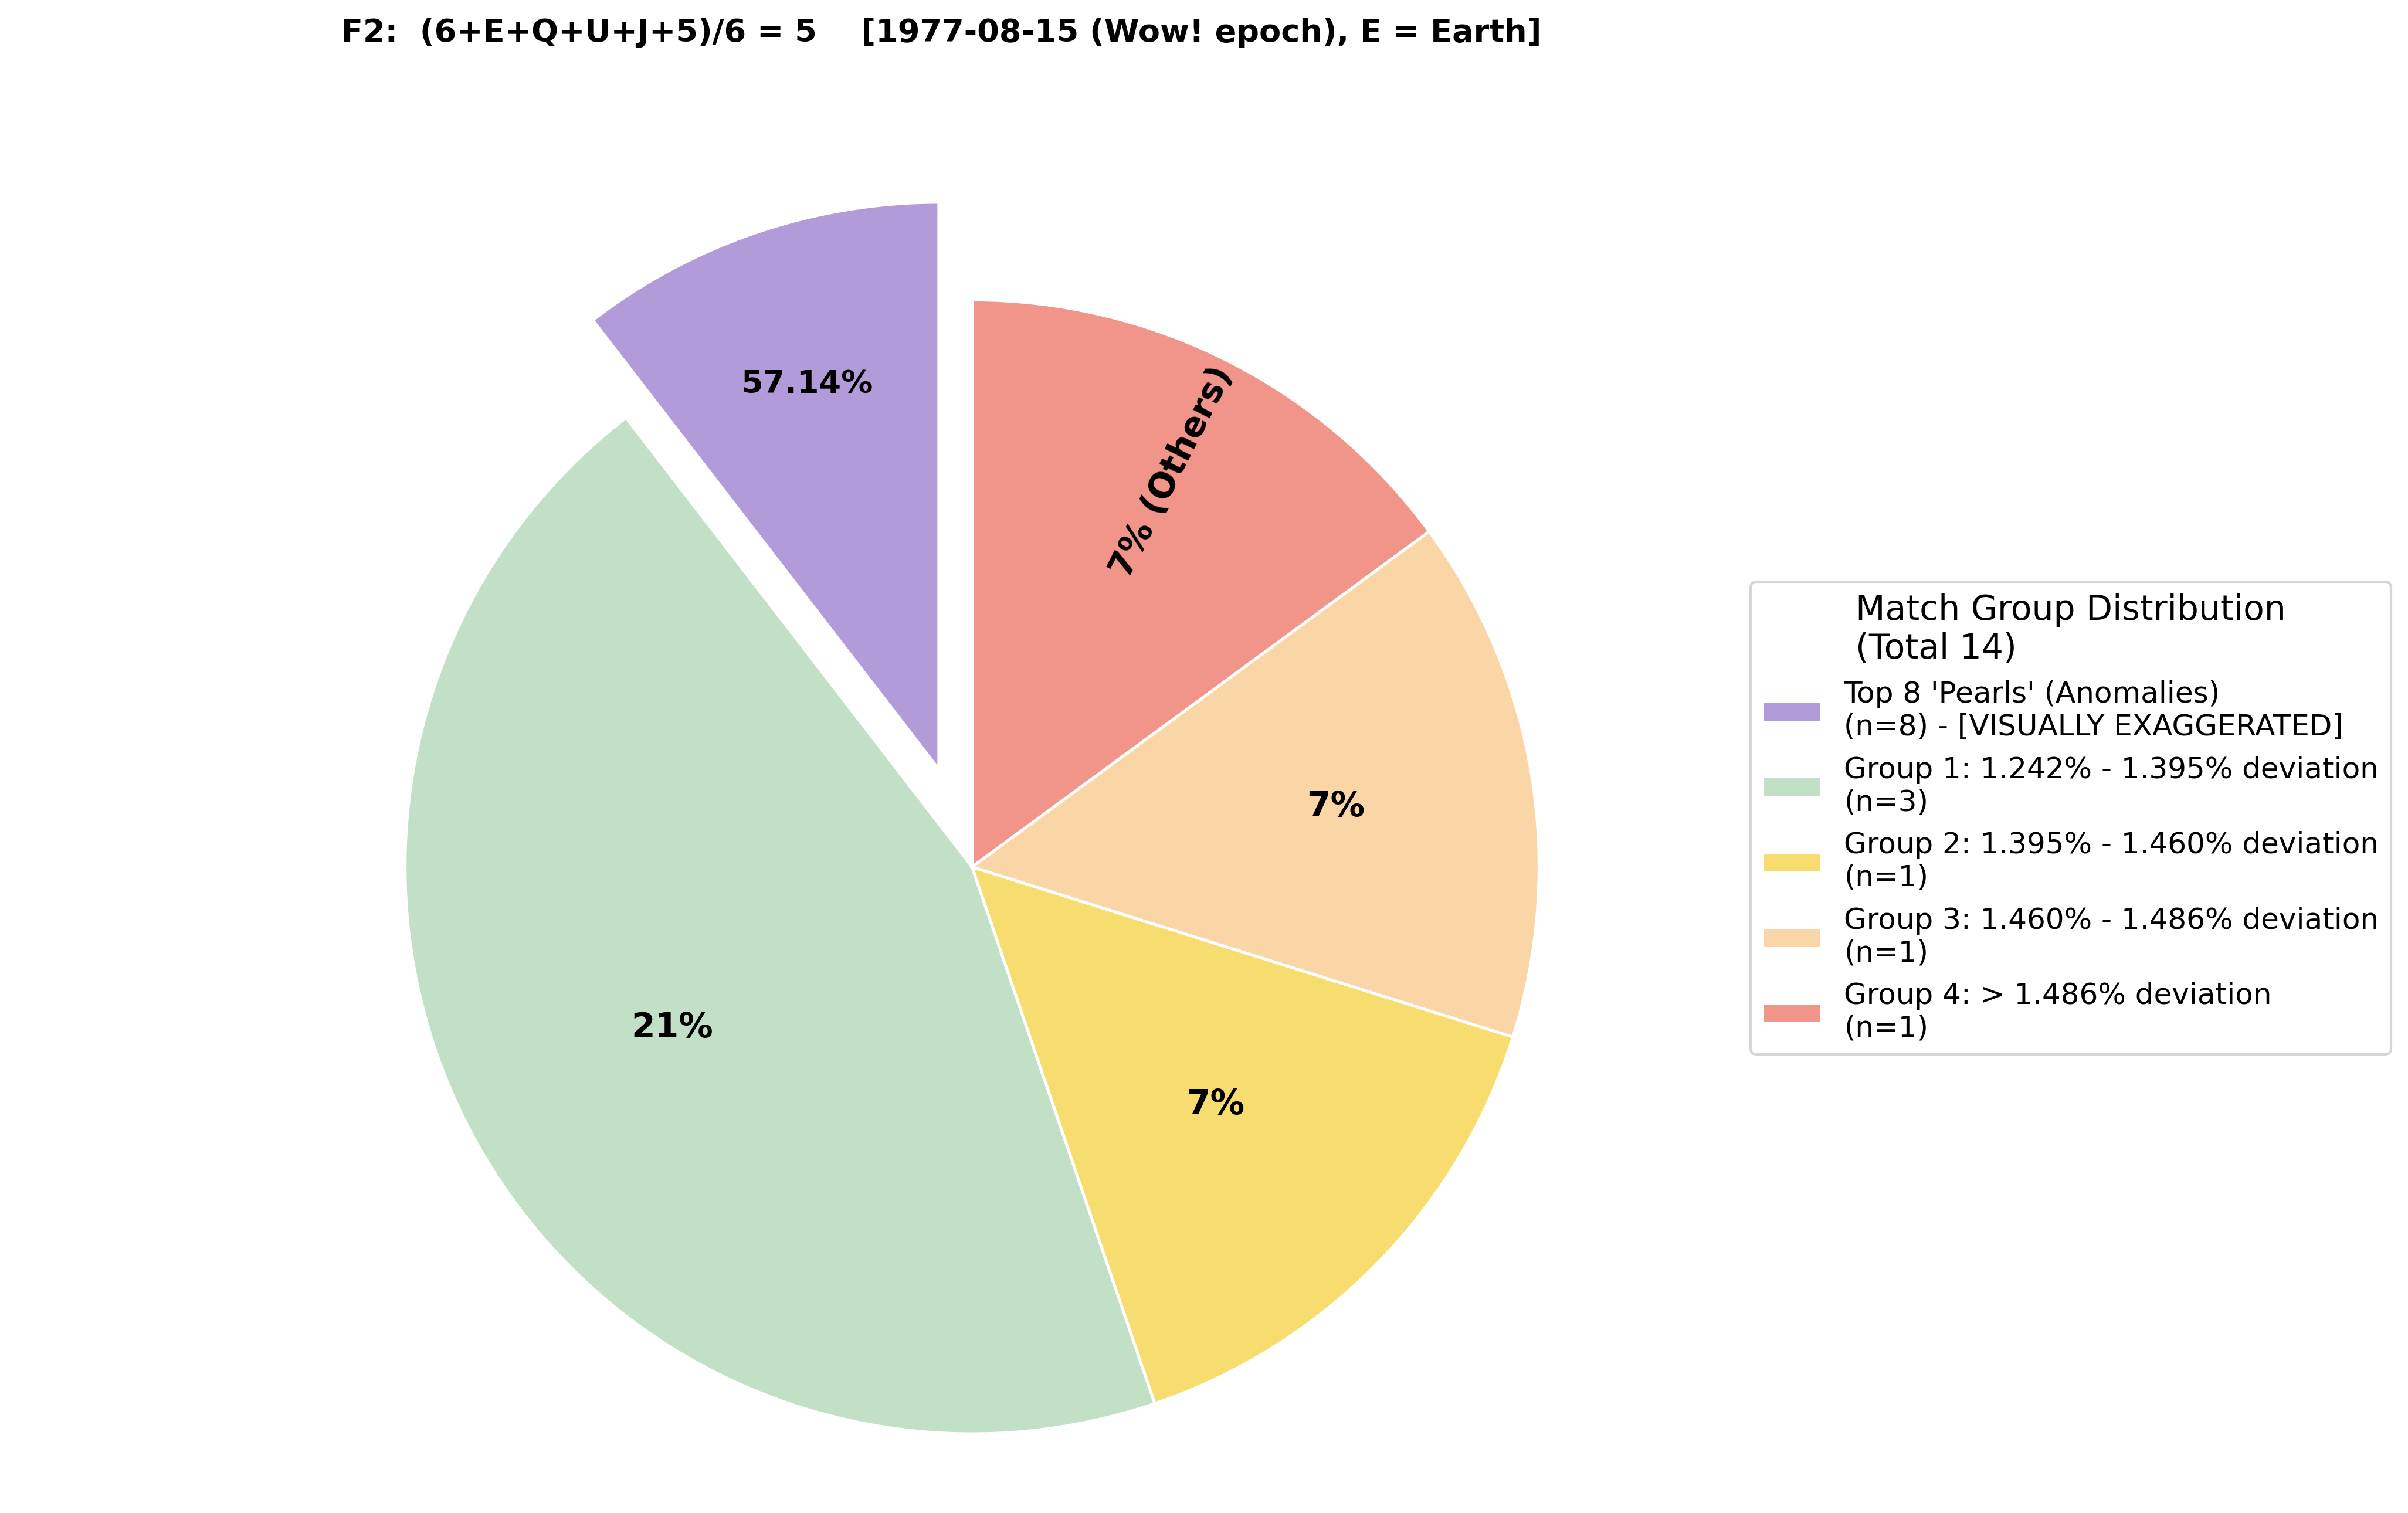 F2:  (6+E+Q+U+J+5)/6 = 5    [1977-08-15 (Wow! epoch), E = Earth]
57.14%
7% (Others)
7%
21%
7%
Match Group Distribution
(Total 14)
Top 8 'Pearls' (Anomalies)
(n=8) - [VISUALLY EXAGGERATED]
Group 1: 1.242% - 1.395% deviation
(n=3)
Group 2: 1.395% - 1.460% deviation
(n=1)
Group 3: 1.460% - 1.486% deviation
(n=1)
Group 4: > 1.486% deviation
(n=1)